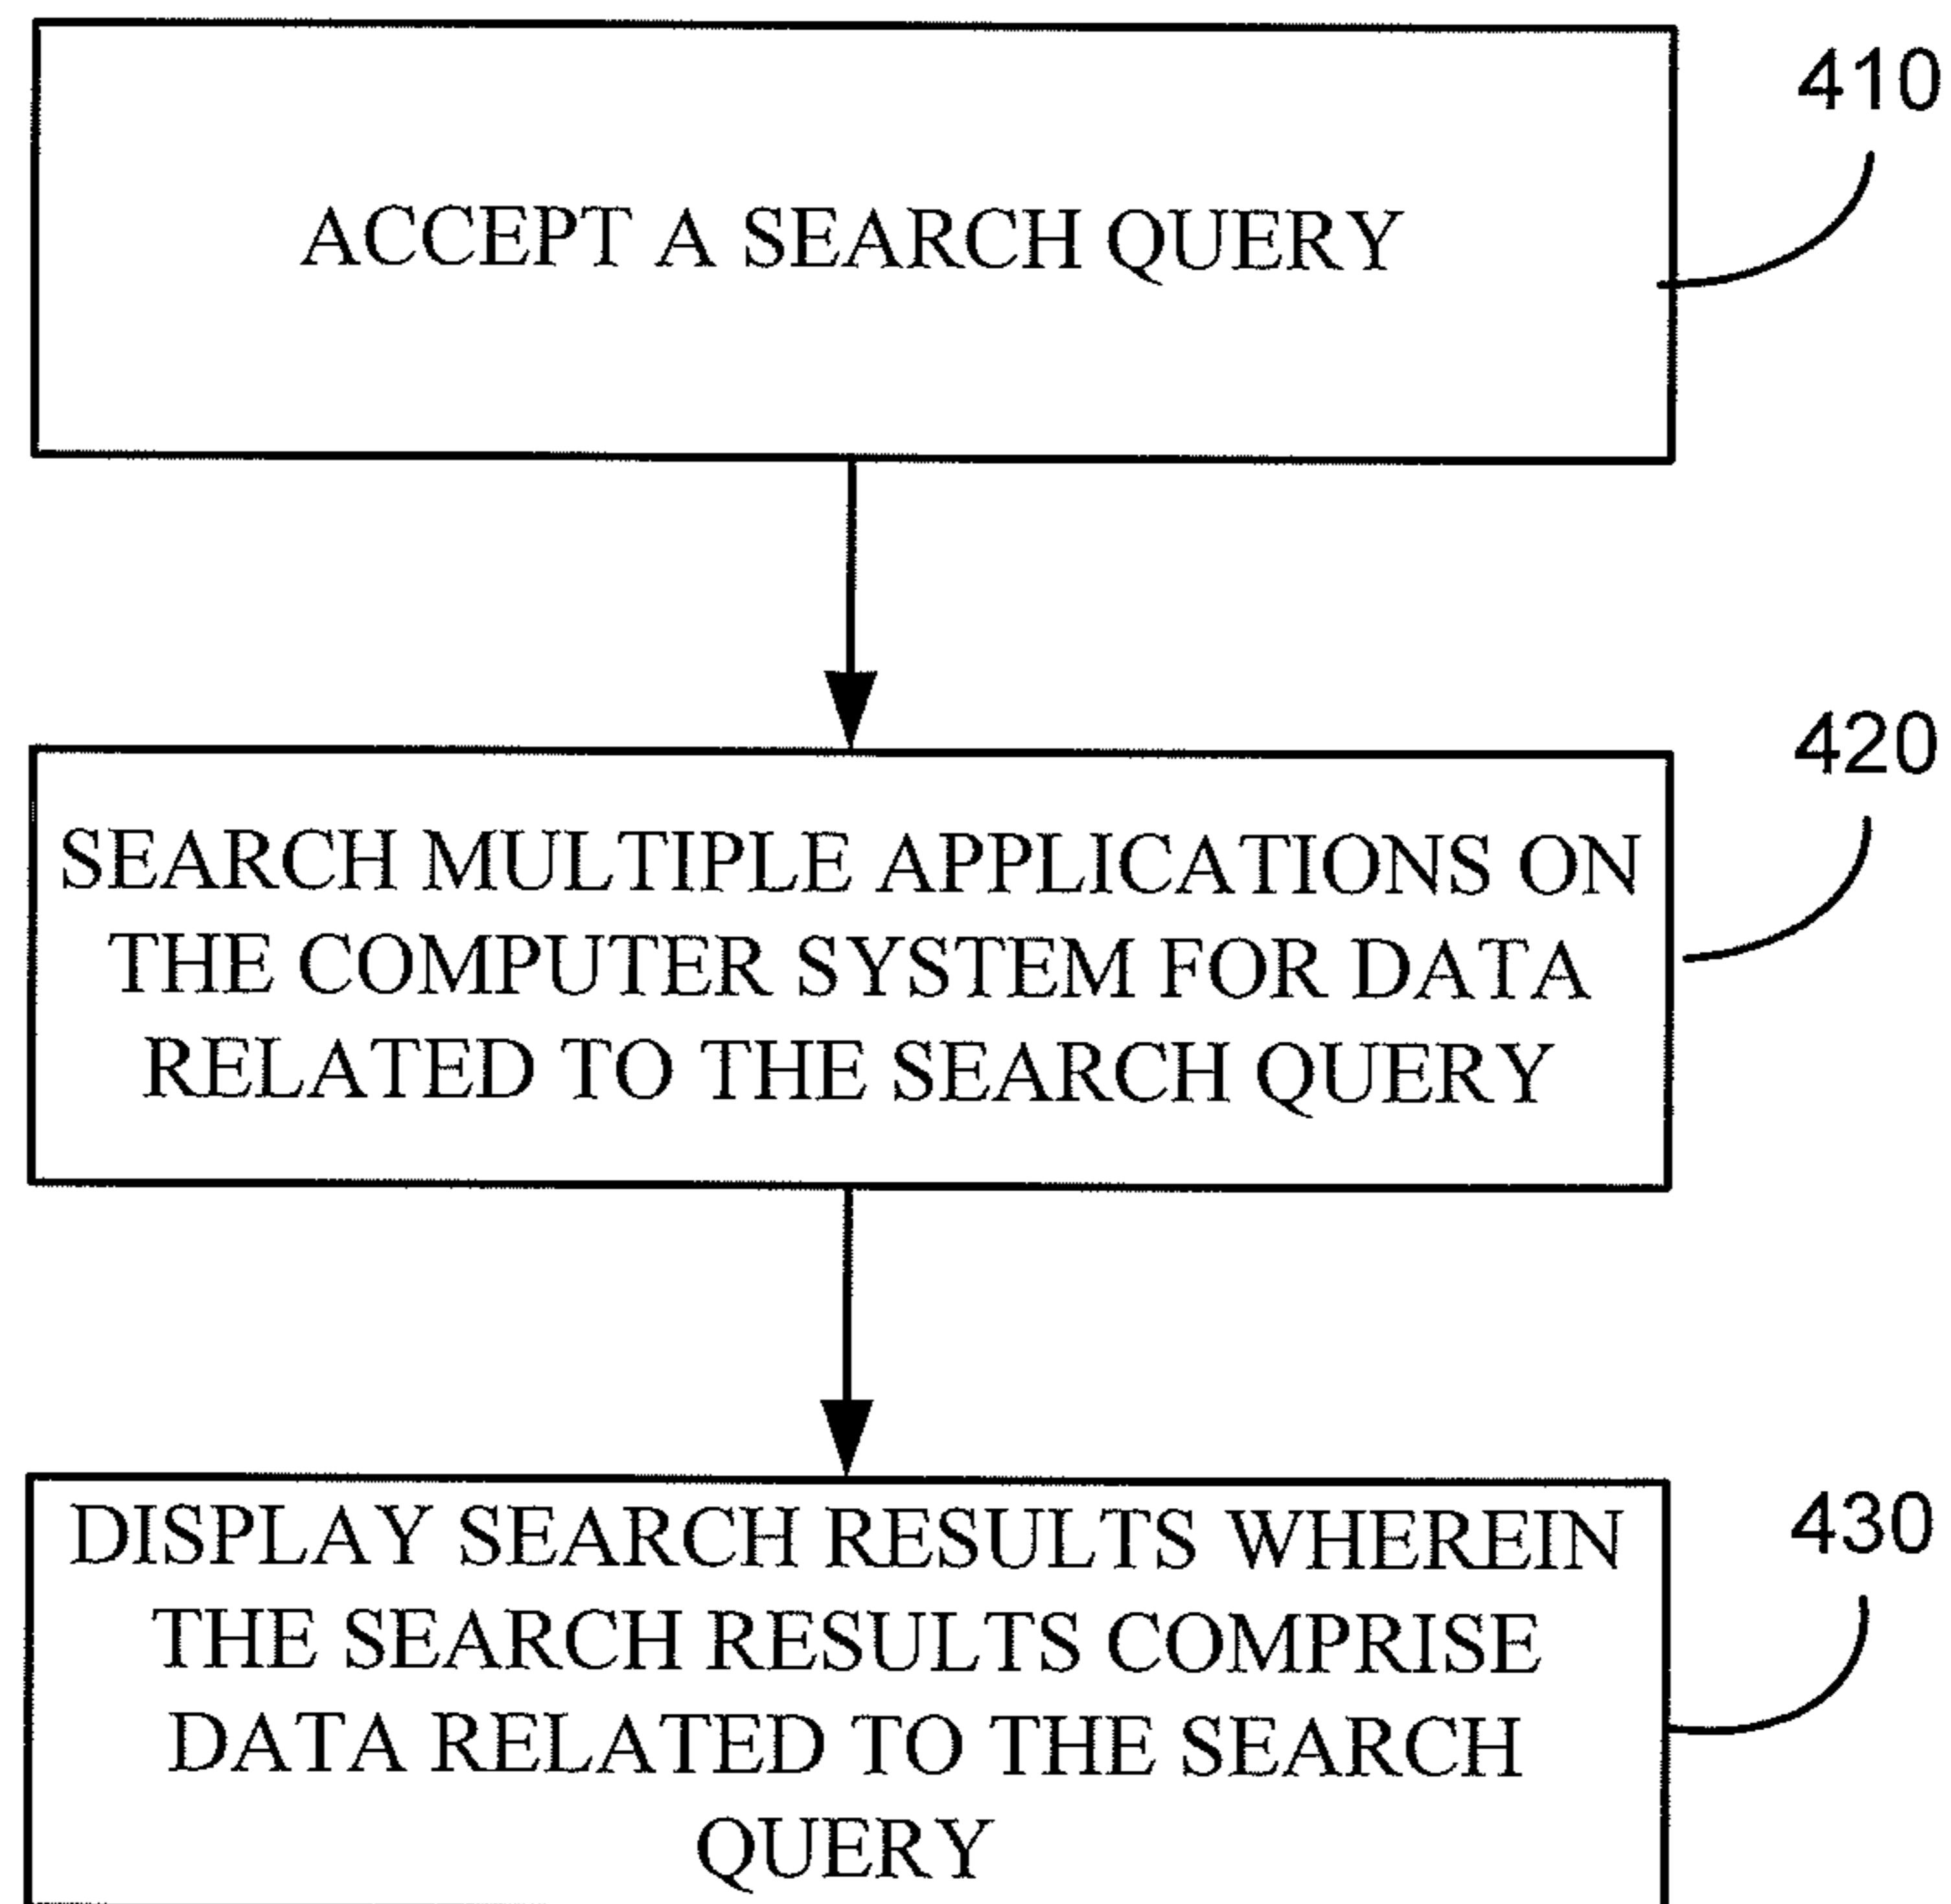 410
ACCEPT A SEARCH QUERY
420
SEARCH MULTIPLE APPLICATIONS ON
THE COMPUTER SYSTEM FOR DATA
RELATED TO THE SEARCH QUERY
430
DISPLAY SEARCH RESULTS WHEREIN
THE SEARCH RESULTS COMPRISE
DATA RELATED TO THE SEARCH
QUERY